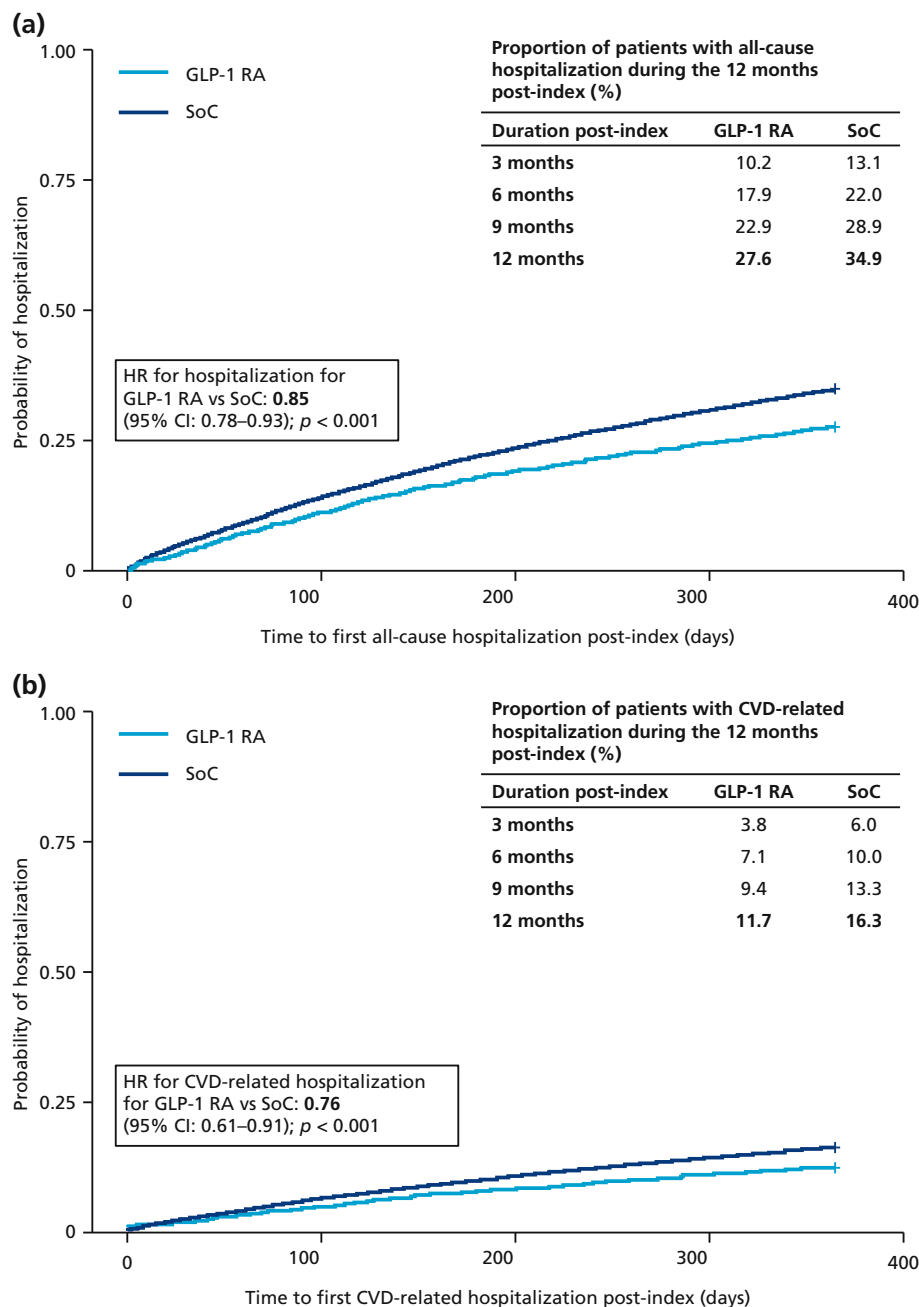 (a)
1.00
0.75
0.50
0.25
0
Probability of hospitalization
GLP-1 RA
SoC
Proportion of patients with all-cause
hospitalization during the 12 months
post-index (%)
Duration post-index GLP-1 RA SoC
3 months 10.2 13.1
6 months 17.9 22.0
9 months 22.9 28.9
12 months 27.6 34.9
HR for hospitalization for
GLP-1 RA vs SoC: 0.85
(95% CI: 0.78–0.93); p < 0.001
0 100 200 300 400
Time to first all-cause hospitalization post-index (days)
(b)
1.00
0.75
0.50
0.25
0
Probability of hospitalization
GLP-1 RA
SoC
Proportion of patients with CVD-related
hospitalization during the 12 months
post-index (%)
Duration post-index GLP-1 RA SoC
3 months 3.8 6.0
6 months 7.1 10.0
9 months 9.4 13.3
12 months 11.7 16.3
HR for CVD-related hospitalization
for GLP-1 RA vs SoC: 0.76
(95% CI: 0.61–0.91); p < 0.001
0 100 200 300 400
Time to first CVD-related hospitalization post-index (days)